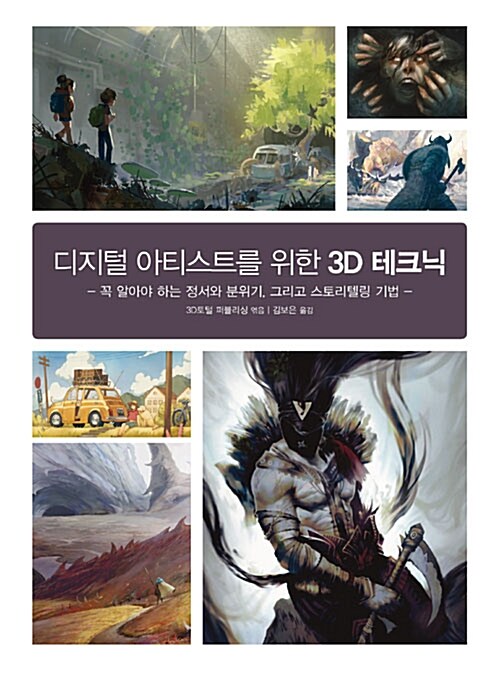 디지털 아티스트를 위한 3D 테크닉
– 꼭 알아야 하는 정서와 분위기, 그리고 스토리텔링 기법 –
3D토털 퍼블리싱 엮음 | 김보은 옮김